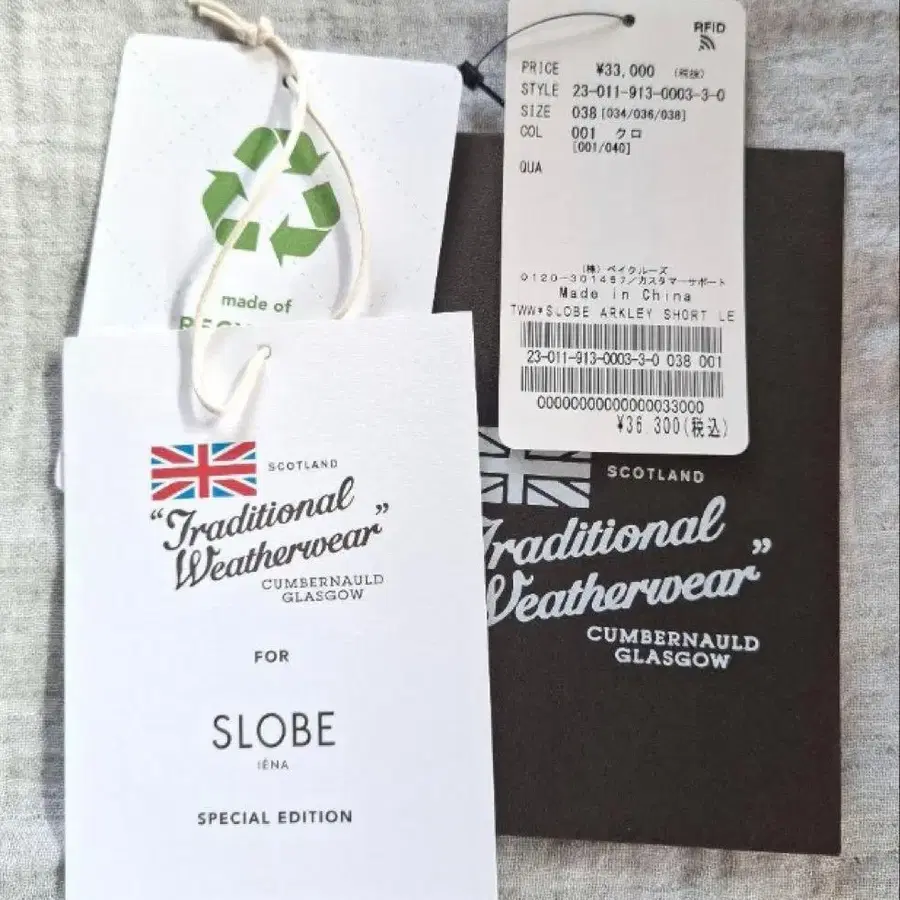 made of
RFID
PRICE ¥33,000 (税抜)
STYLE 23-011-913-0003-3-0
SIZE 038 [034/036/038]
COL 001 クロ
[001/040]
QUA
(株) ベイクルーズ
0120-301457/カスタマーサポート
Made in China
TWW*SLOBE ARKLEY SHORT LE
23-011-913-0003-3-0 038 001
00000000000000033000
¥36,300(税込)
SCOTLAND
“Traditional
Weatherwear”
CUMBERNAULD
GLASGOW
FOR
SLOBE
IÉNA
SPECIAL EDITION
SCOTLAND
Traditional
Weatherwear”
CUMBERNAULD
GLASGOW